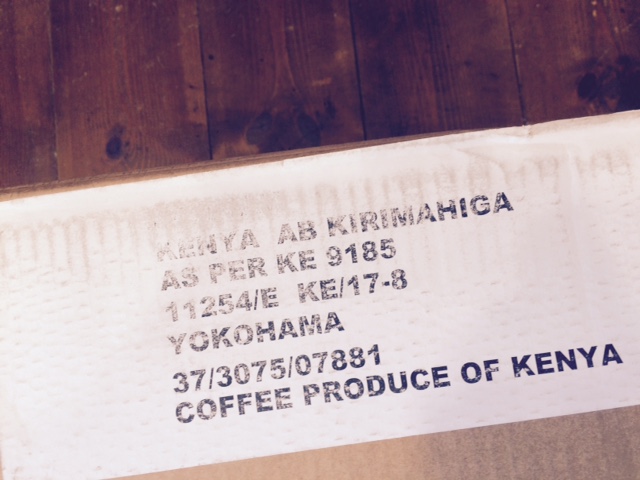 KENYA AB KIRIMAHIGA
AS PER KE 9185
11254/E KE/17-8
YOKOHAMA
37/3075/07881
COFFEE PRODUCE OF KENYA